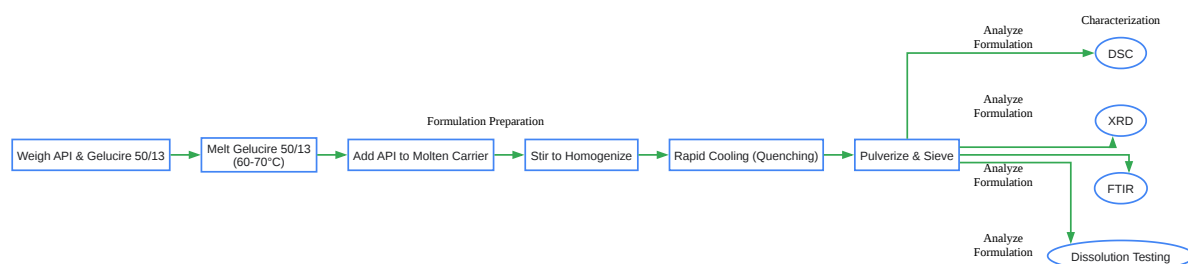 Characterization
Analyze
Formulation
DSC
Analyze
Formulation
XRD
Formulation Preparation
Weigh API & Gelucire 50/13
Melt Gelucire 50/13
(60-70°C)
Add API to Molten Carrier
Stir to Homogenize
Rapid Cooling (Quenching)
Pulverize & Sieve
Analyze
Formulation
FTIR
Analyze
Formulation
Dissolution Testing